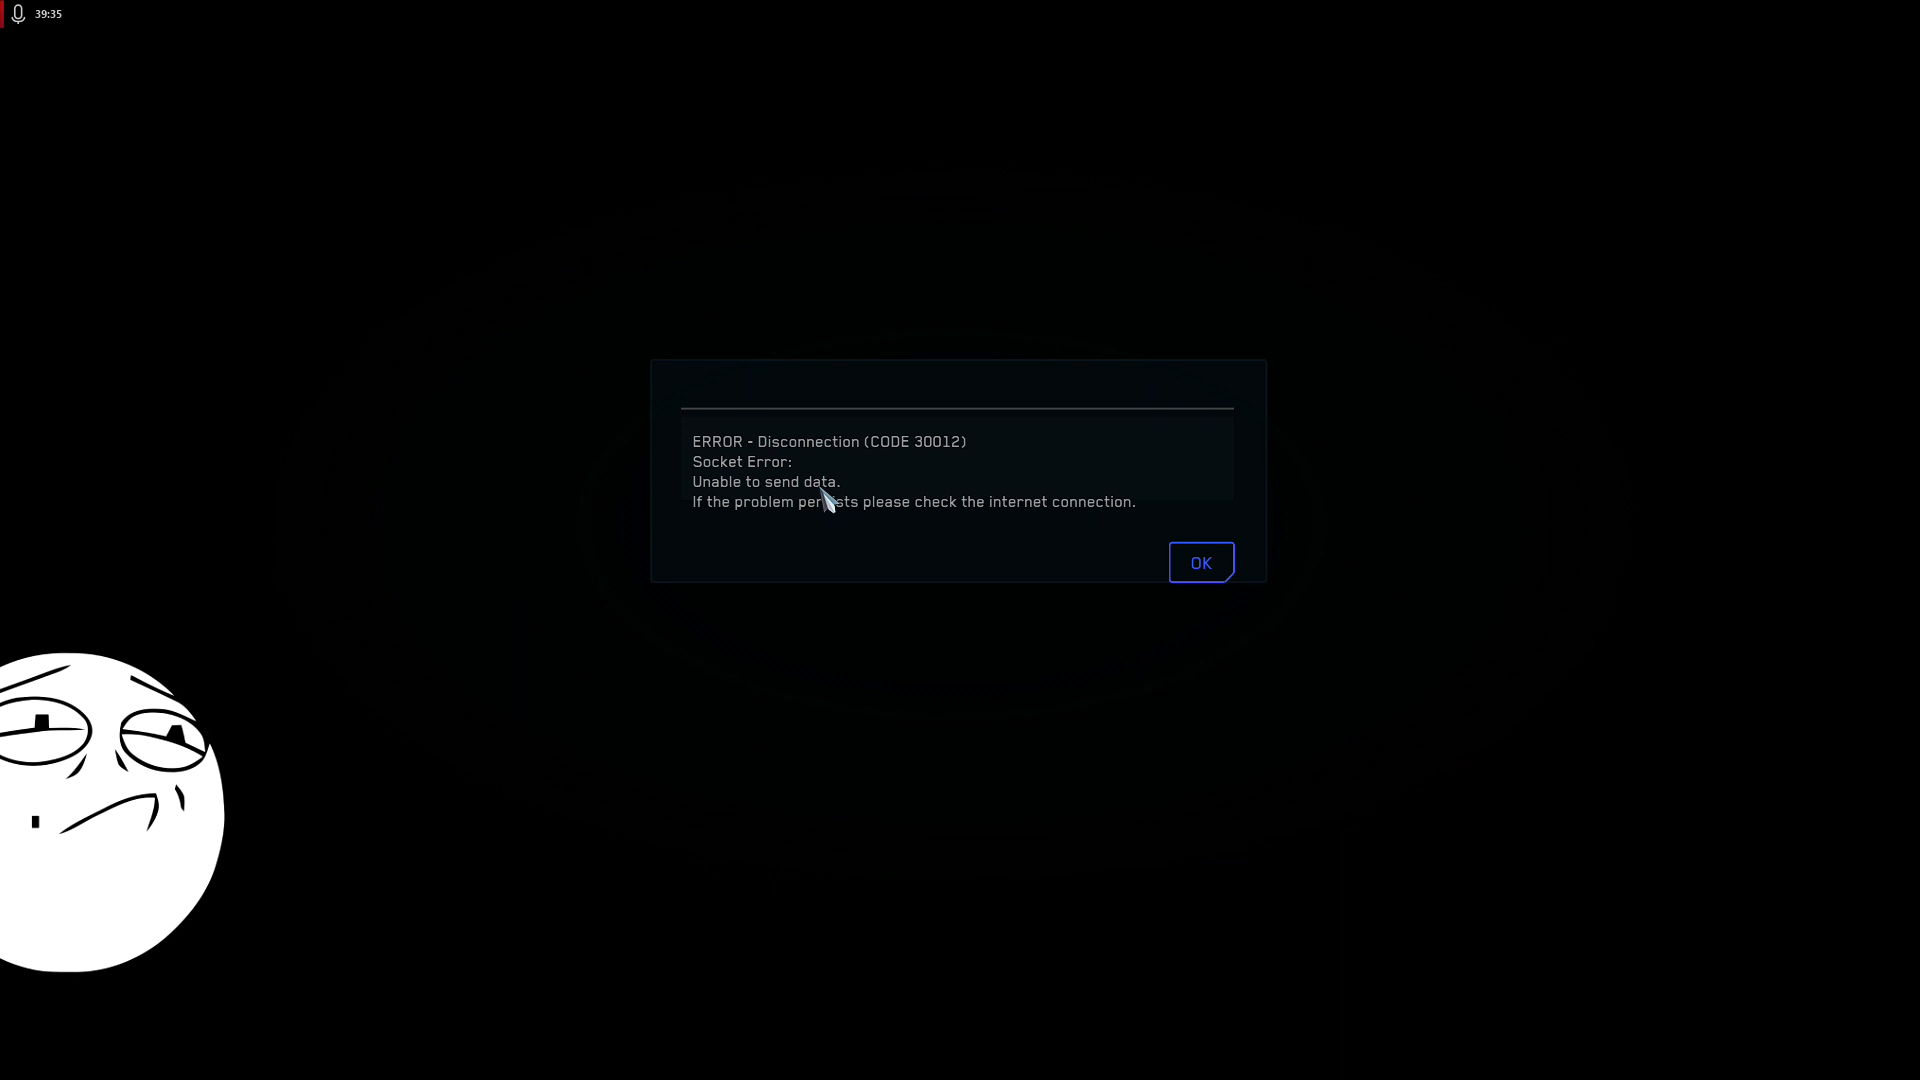 39:35
ERROR - Disconnection (CODE 30012)
Socket Error:
Unable to send data.
If the problem persists please check the internet connection.
OK